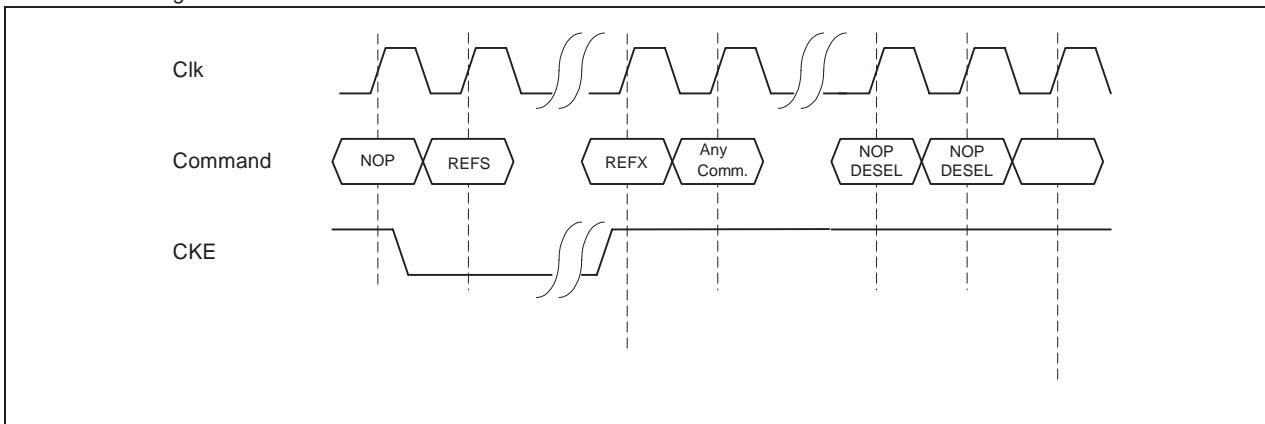 Clk
Command
NOP
REFS
REFX
Any
Comm.
NOP
DESEL
NOP
DESEL
CKE